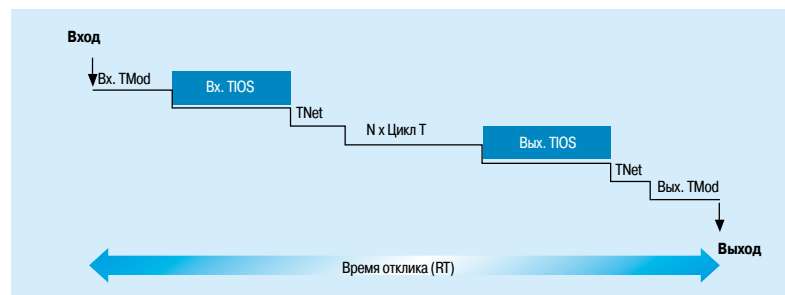 Вход
Вх. TMod
Вх. TIOS
TNet
N x Цикл T
Вых. TIOS
TNet
Вых. TMod
Выход
Время отклика (RT)